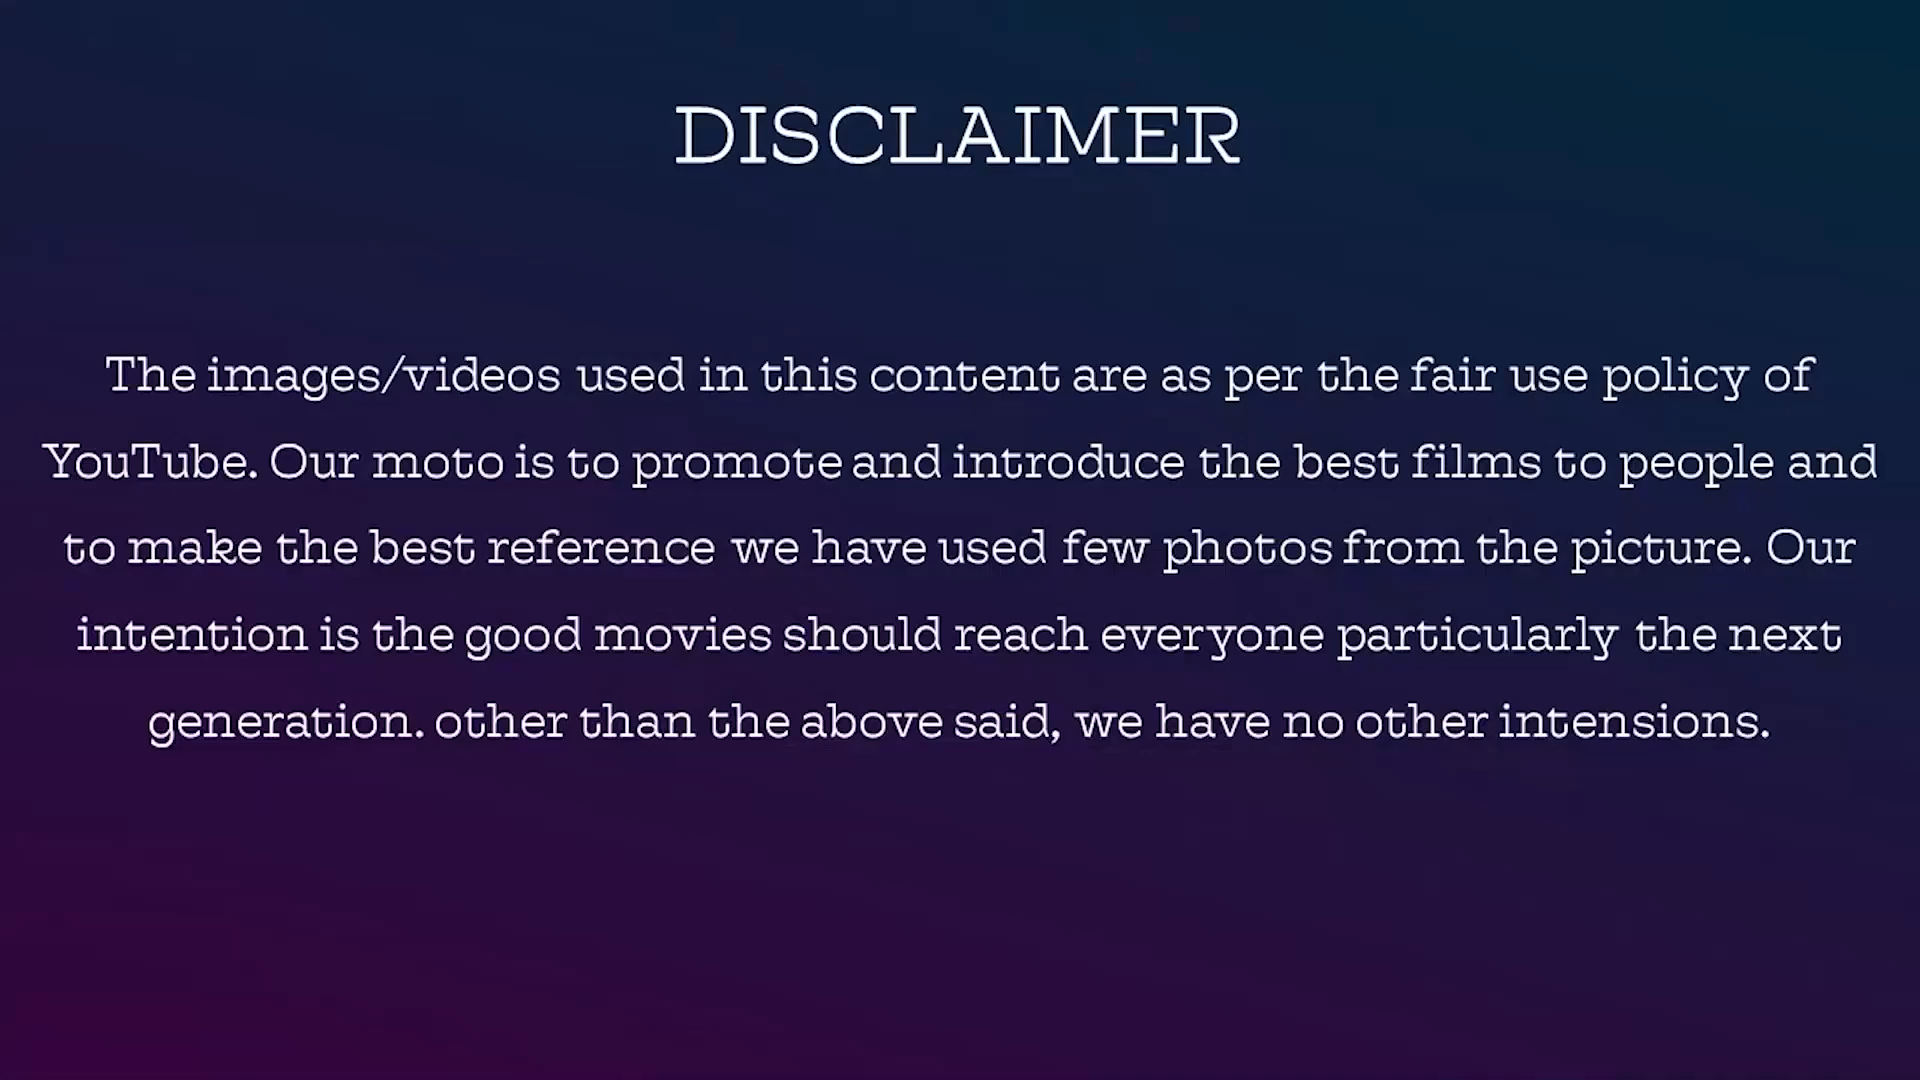 DISCLAIMER
The images/videos used in this content are as per the fair use policy of
YouTube. Our moto is to promote and introduce the best films to people and
to make the best reference we have used few photos from the picture. Our
intention is the good movies should reach everyone particularly the next
generation. other than the above said, we have no other intensions.